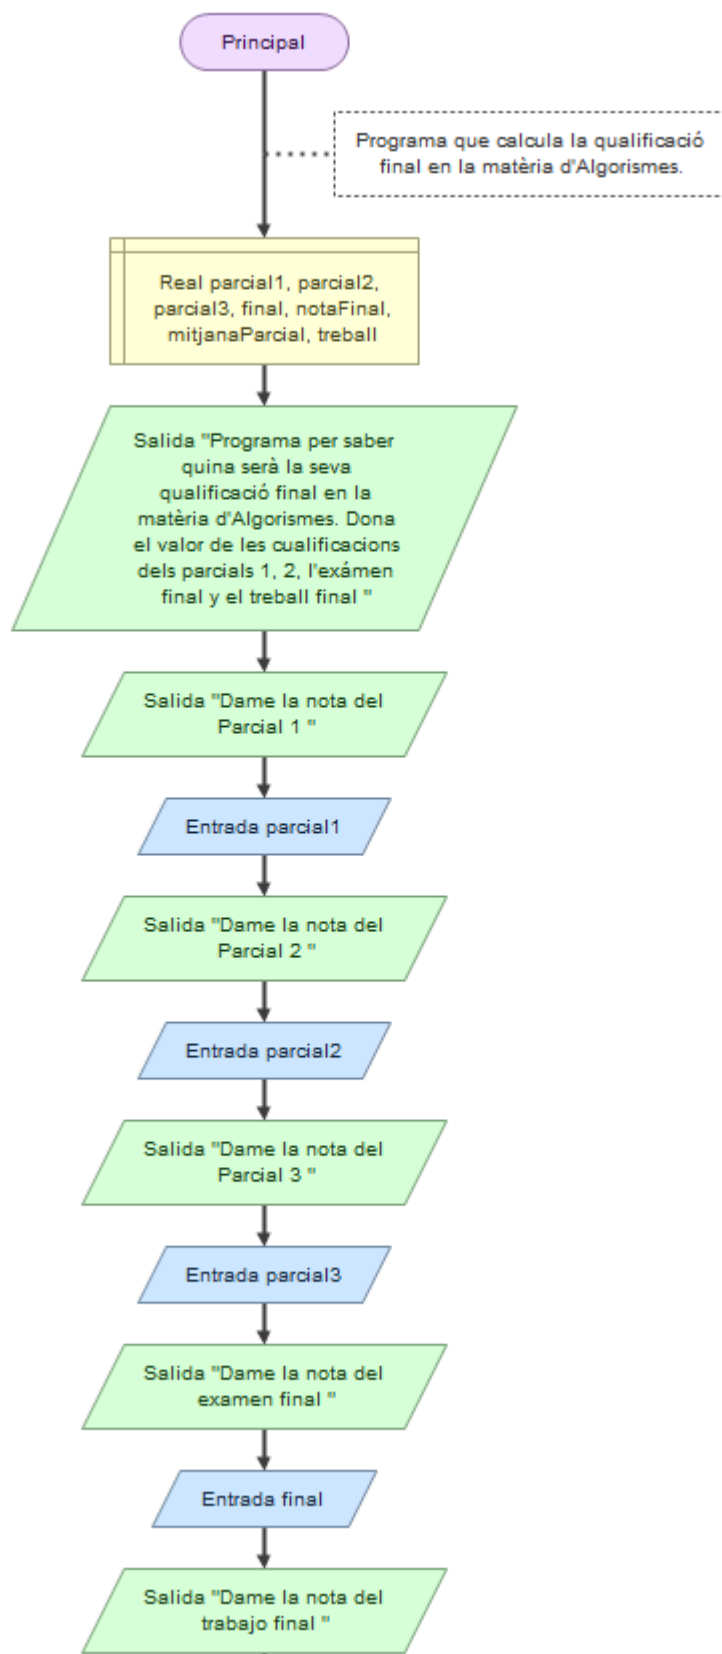 Principal
Programa que calcula la qualificació
final en la matèria d'Algorismes.
Real parcial1, parcial2,
parcial3, final, notaFinal,
mitjanaParcial, treball
Salida "Programa per saber
quina serà la seva
qualificació final en la
matèria d'Algorismes. Dona
el valor de les cualificacions
dels parcials 1, 2, l'exámen
final y el treball final "
Salida "Dame la nota del
Parcial 1 "
Entrada parcial1
Salida "Dame la nota del
Parcial 2 "
Entrada parcial2
Salida "Dame la nota del
Parcial 3 "
Entrada parcial3
Salida "Dame la nota del
examen final "
Entrada final
Salida "Dame la nota del
trabajo final "